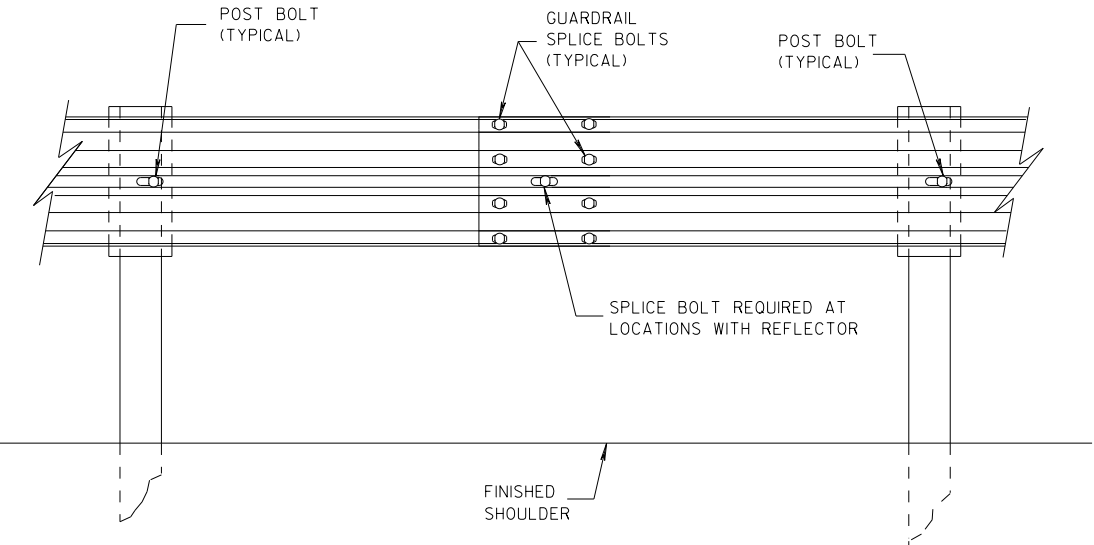 POST BOLT
(TYPICAL)
GUARDRAIL
SPLICE BOLTS
(TYPICAL)
POST BOLT
(TYPICAL)
SPLICE BOLT REQUIRED AT
LOCATIONS WITH REFLECTOR
FINISHED
SHOULDER